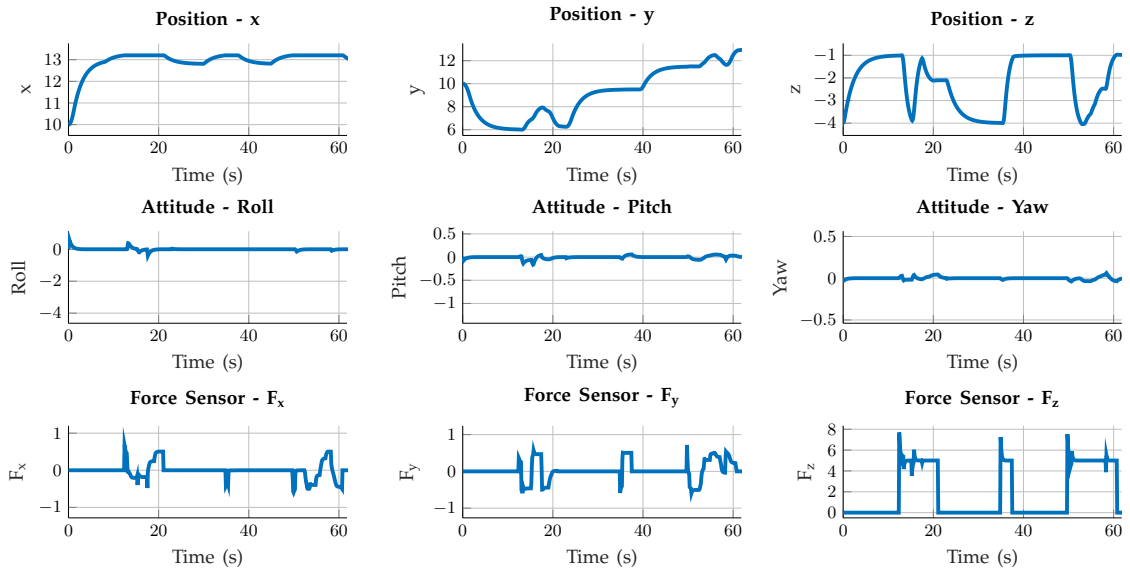 Position - x
x
13
12
11
10
0 20 40 60
Time (s)
Position - y
y
12
10
8
6
0 20 40 60
Time (s)
Position - z
z
−1
−2
−3
−4
0 20 40 60
Time (s)
Attitude - Roll
Roll
0
−2
−4
0 20 40 60
Time (s)
Attitude - Pitch
Pitch
0.5
0
−0.5
−1
0 20 40 60
Time (s)
Attitude - Yaw
Yaw
0.5
0
−0.5
0 20 40 60
Time (s)
Force Sensor - Fx
Fx
1
0
−1
0 20 40 60
Time (s)
Force Sensor - Fy
Fy
1
0
−1
0 20 40 60
Time (s)
Force Sensor - Fz
Fz
8
6
4
2
0
0 20 40 60
Time (s)